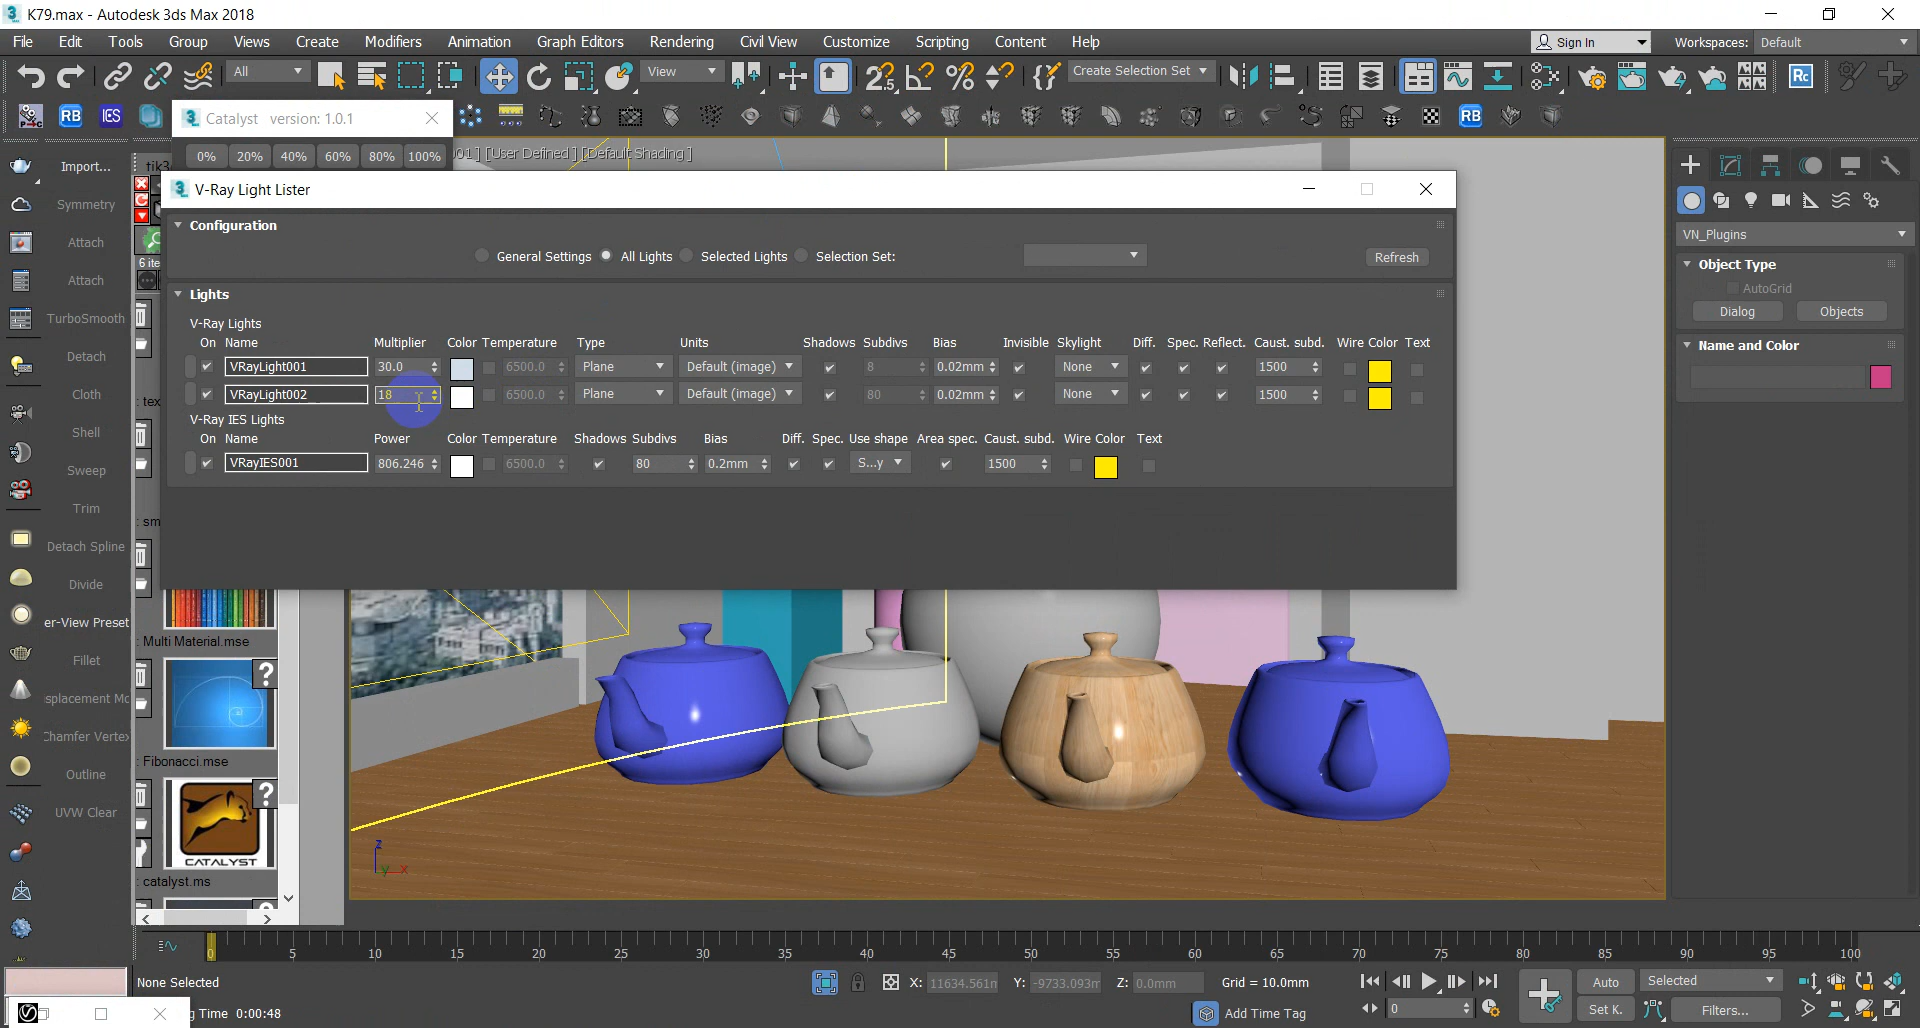 K79.max - Autodesk 3ds Max 2018
File Edit Tools Group Views Create Modifiers Animation Graph Editors Rendering Civil View Customize Scripting Content Help
Sign In Workspaces: Default
All View Create Selection Set Rc
RB IES RB
Catalyst version: 1.0.1
0% 20% 40% 60% 80% 100%
001 ] [User Defined ] [Default Shading ]
Import...
Symmetry
Attach
Attach
TurboSmooth
Detach
Cloth
Shell
Sweep
Trim
Detach Spline
Divide
er-View Preset
Fillet
splacement Mo
Chamfer Vertex
Outline
UVW Clear
tik3
6 ite
: tex
: sm
V-Ray Light Lister
Configuration
General Settings All Lights Selected Lights Selection Set: Refresh
Lights
V-Ray Lights
On Name Multiplier Color Temperature Type Units Shadows Subdivs Bias Invisible Skylight Diff. Spec. Reflect. Caust. subd. Wire Color Text
VRayLight001 30.0 6500.0 Plane Default (image) 8 0.02mm None 1500
VRayLight002 18 6500.0 Plane Default (image) 80 0.02mm None 1500
V-Ray IES Lights
On Name Power Color Temperature Shadows Subdivs Bias Diff. Spec. Use shape Area spec. Caust. subd. Wire Color Text
VRayIES001 806.246 6500.0 80 0.2mm S...y 1500
: Multi Material.mse
: Fibonacci.mse
CATALYST
: catalyst.ms
VN_Plugins
Object Type
AutoGrid
Dialog Objects
Name and Color
z
y x
0 5 10 15 20 25 30 35 40 45 50 55 60 65 70 75 80 85 90 95 100
None Selected X: 11634.561n Y: -9733.093n Z: 0.0mm Grid = 10.0mm Auto Selected
g Time 0:00:48 Add Time Tag 0 Set K. Filters...